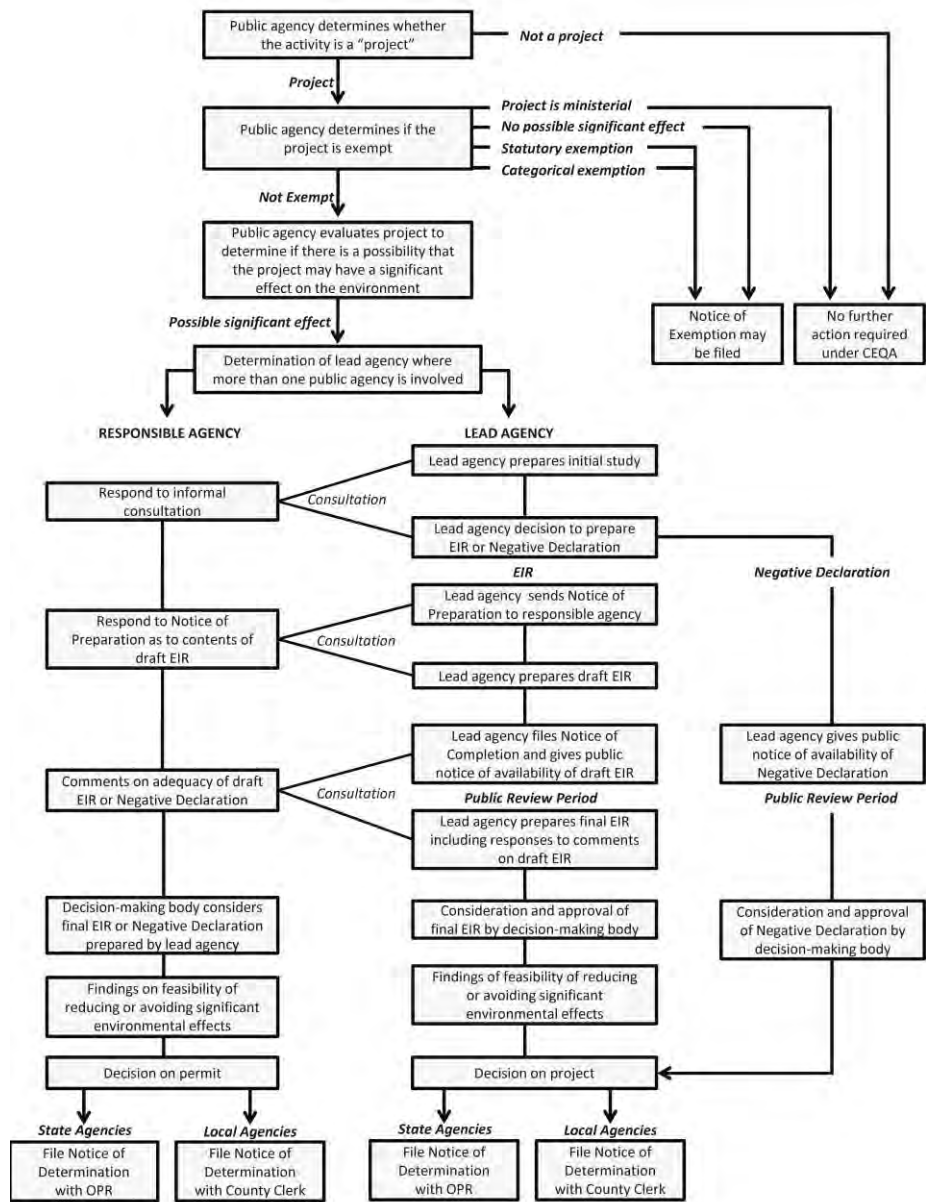 Public agency determines whether
the activity is a “project”
Not a project
Project
Public agency determines if the
project is exempt
Project is ministerial
No possible significant effect
Statutory exemption
Categorical exemption
Not Exempt
Public agency evaluates project to
determine if there is a possibility that
the project may have a significant
effect on the environment
Notice of
Exemption may
be filed
No further
action required
under CEQA
Possible significant effect
Determination of lead agency where
more than one public agency is involved
RESPONSIBLE AGENCY
LEAD AGENCY
Lead agency prepares initial study
Respond to informal
consultation
Consultation
Lead agency decision to prepare
EIR or Negative Declaration
EIR
Negative Declaration
Lead agency sends Notice of
Preparation to responsible agency
Respond to Notice of
Preparation as to contents of
draft EIR
Consultation
Lead agency prepares draft EIR
Lead agency files Notice of
Completion and gives public
notice of availability of draft EIR
Lead agency gives public
notice of availability of
Negative Declaration
Comments on adequacy of draft
EIR or Negative Declaration
Consultation
Public Review Period
Public Review Period
Lead agency prepares final EIR
including responses to comments
on draft EIR
Decision-making body considers
final EIR or Negative Declaration
prepared by lead agency
Consideration and approval of
final EIR by decision-making body
Consideration and approval
of Negative Declaration by
decision-making body
Findings on feasibility of
reducing or avoiding significant
environmental effects
Findings of feasibility of reducing
or avoiding significant
environmental effects
Decision on permit
Decision on project
State Agencies
Local Agencies
State Agencies
Local Agencies
File Notice of
Determination
with OPR
File Notice of
Determination
with County Clerk
File Notice of
Determination
with OPR
File Notice of
Determination
with County Clerk